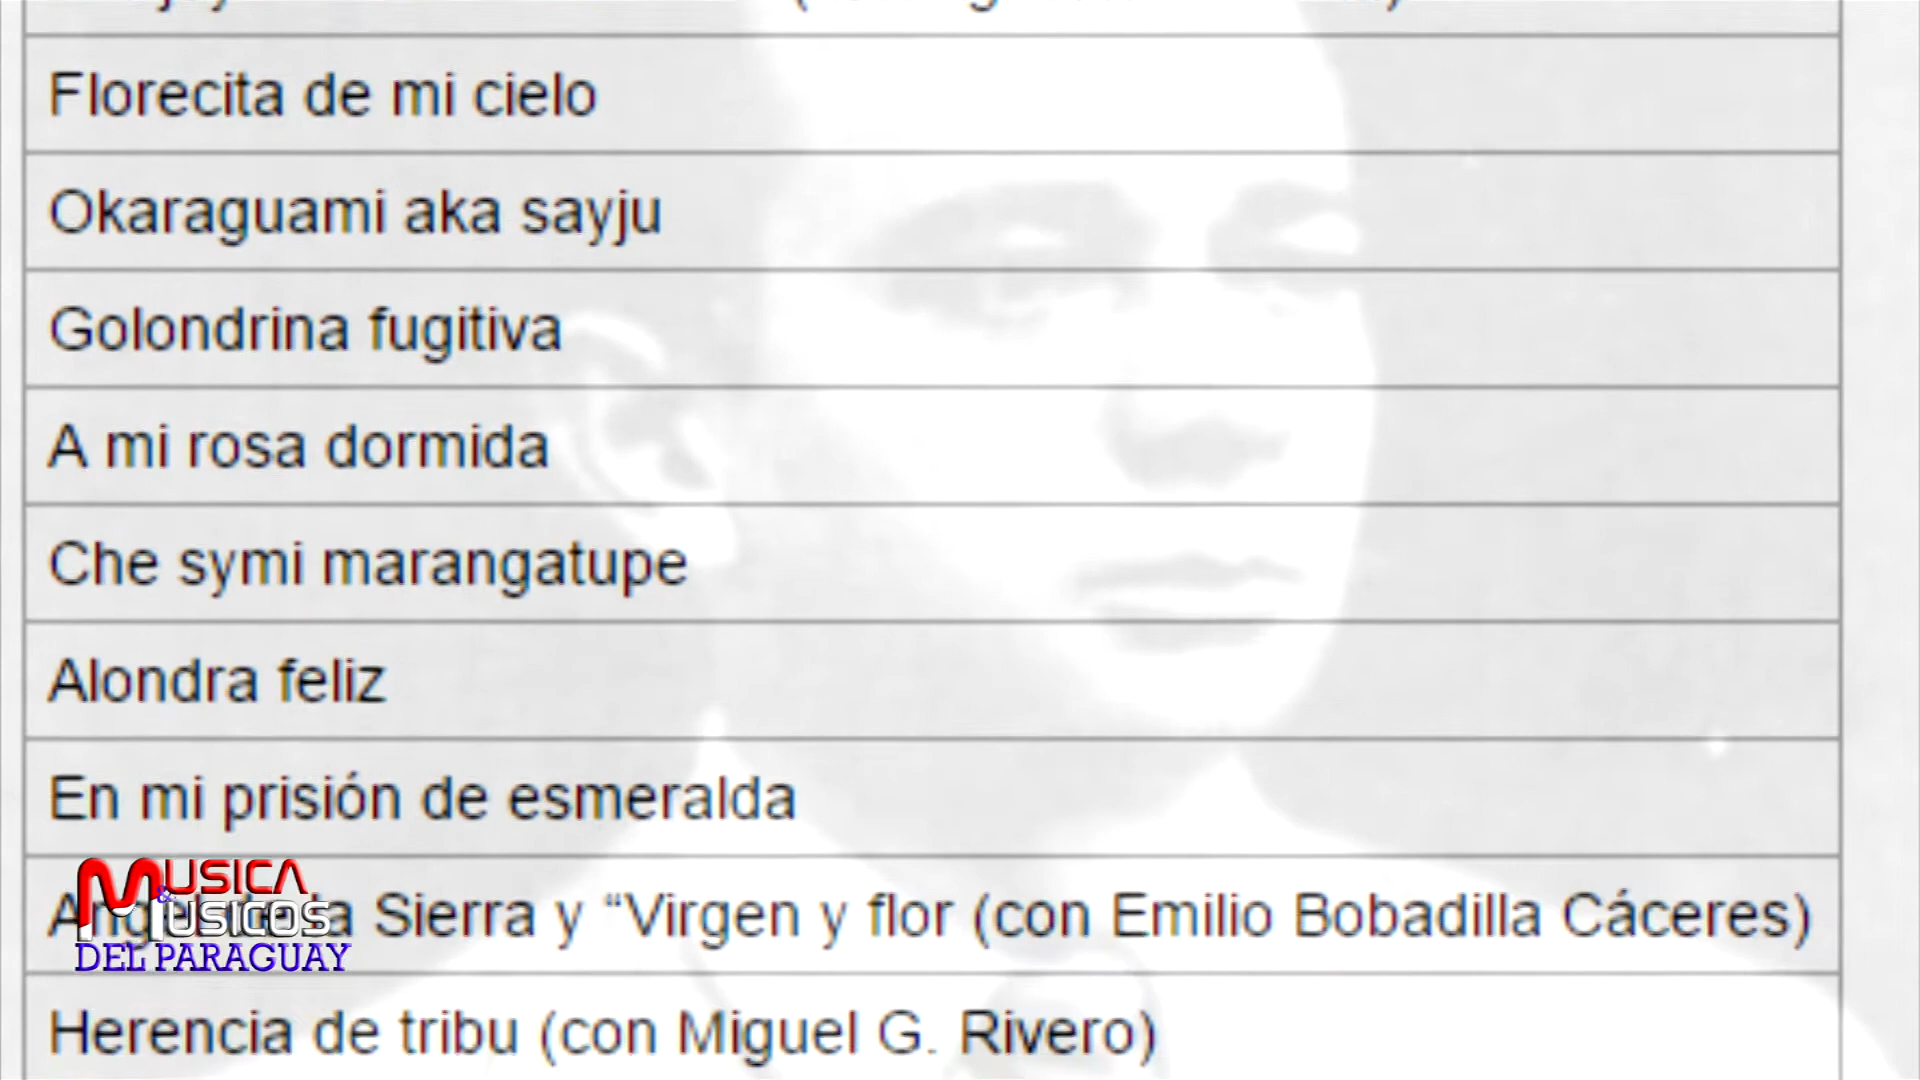 Florecita de mi cielo
Okaraguami aka sayju
Golondrina fugitiva
A mi rosa dormida
Che symi marangatupe
Alondra feliz
En mi prisión de esmeralda
Sierra y “Virgen y flor (con Emilio Bobadilla Cáceres)
MUSICA
&
MUSICOS
DEL PARAGUAY
Herencia de tribu (con Miguel G. Rivero)